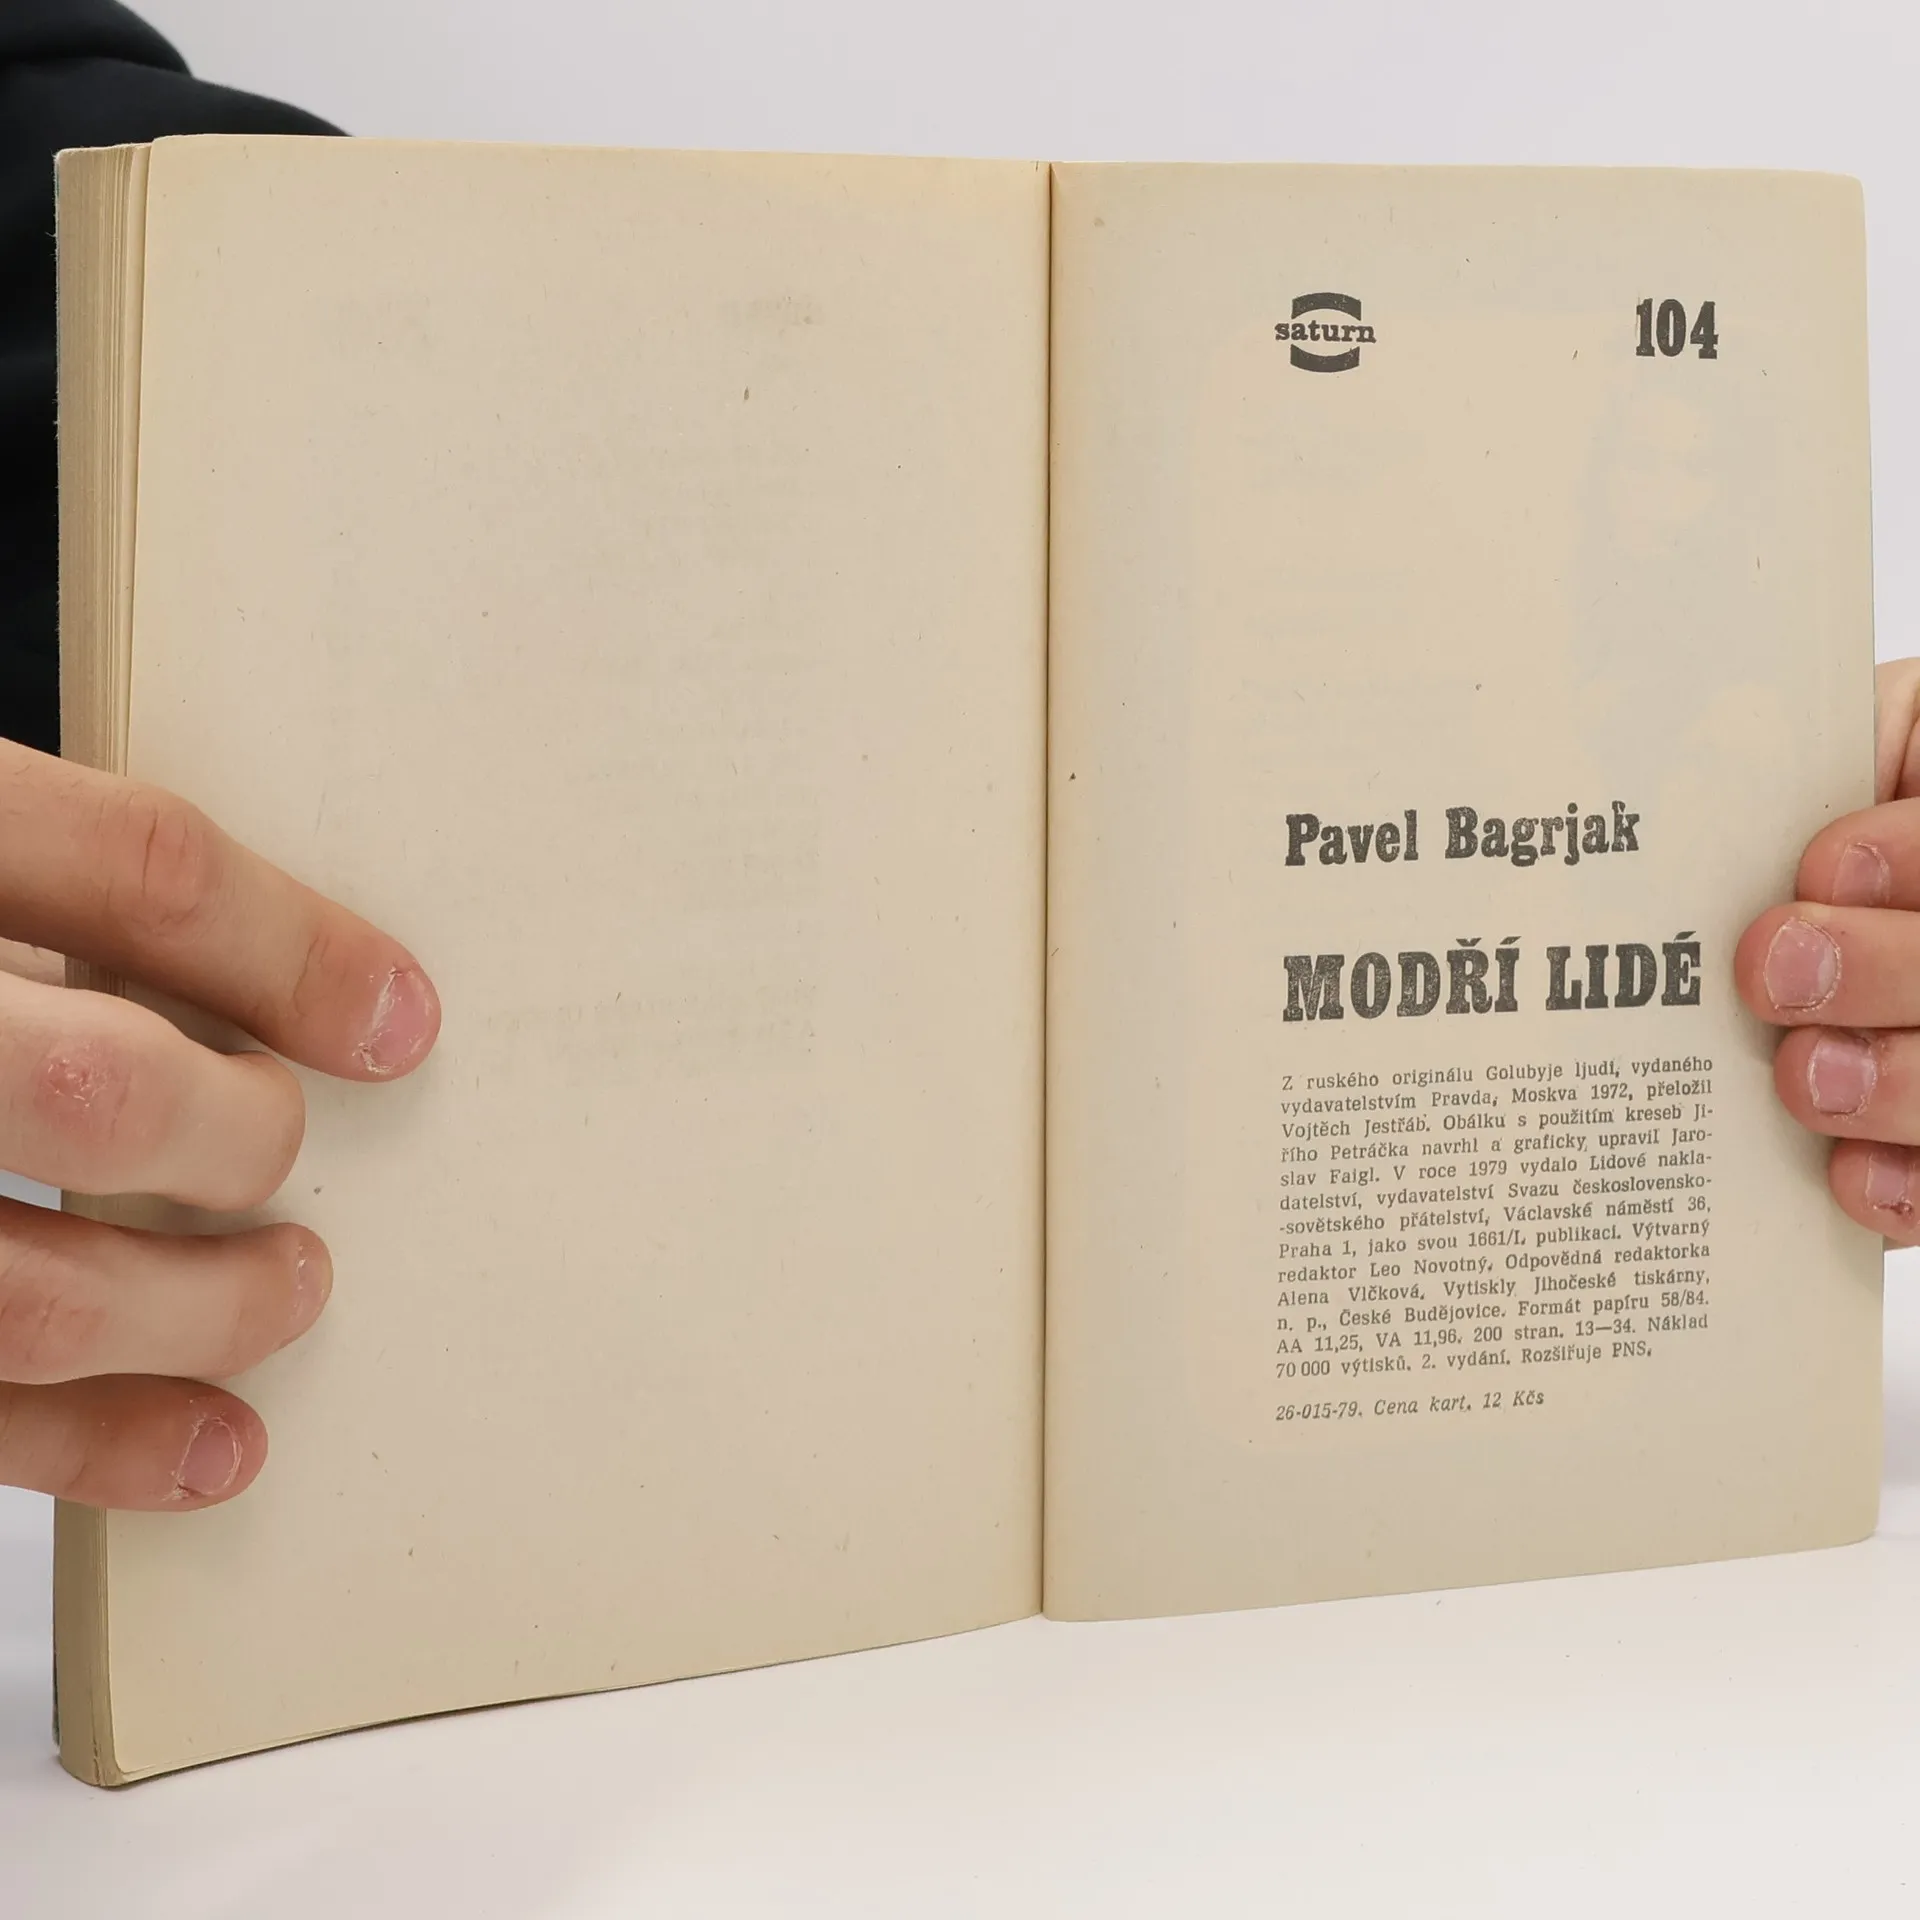 saturn
104
Pavel Bagrjak
MODŘÍ LIDÉ
Z ruského originálu Golubyje ljudi, vydaného
vydavatelstvím Pravda, Moskva 1972, přeložil
Vojtěch Jestřáb. Obálku s použitím kreseb Ji-
řího Petráčka navrhl a graficky upravil Jaro-
slav Faigl. V roce 1979 vydalo Lidové nakla-
datelství, vydavatelství Svazu československo-
-sovětského přátelství, Václavské náměstí 36,
Praha 1, jako svou 1661/I. publikaci. Výtvarný
redaktor Leo Novotný. Odpovědná redaktorka
Alena Vlčková. Vytiskly Jihočeské tiskárny,
n. p., České Budějovice. Formát papíru 58/84.
AA 11,25, VA 11,96. 200 stran. 13—34. Náklad
70 000 výtisků. 2. vydání. Rozšiřuje PNS.
26-015-79. Cena kart. 12 Kčs